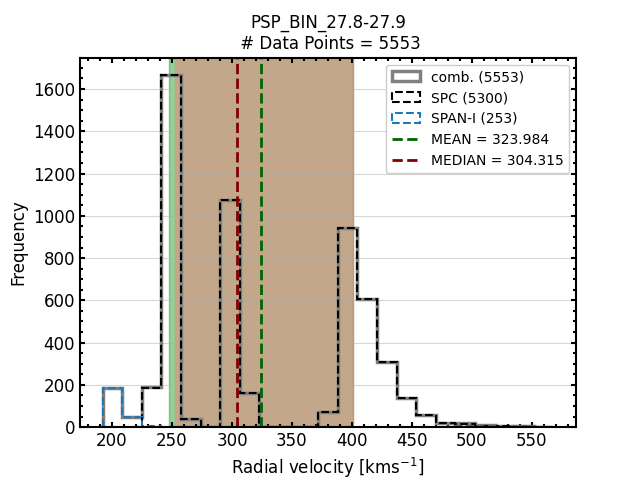 PSP_BIN_27.8-27.9
# Data Points = 5553
comb. (5553)
SPC (5300)
SPAN-I (253)
MEAN = 323.984
MEDIAN = 304.315
Frequency
1600
1400
1200
1000
800
600
400
200
0
200 250 300 350 400 450 500 550
Radial velocity [kms⁻¹]